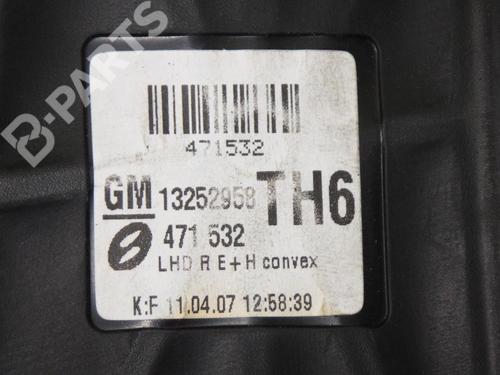 B-PARTS
471532
GM 13252958 TH6
471 532
LHD R E+H convex
K:F 11.04.07 12:58:39